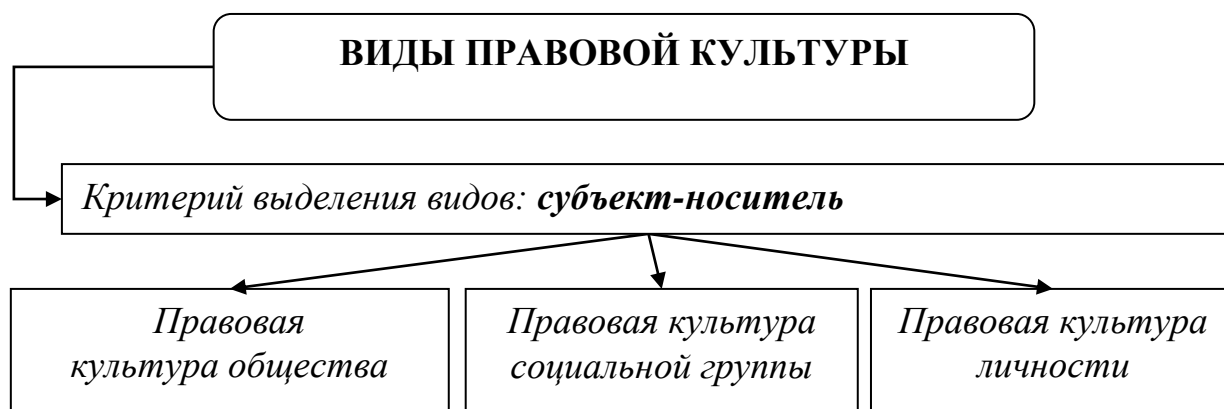 ВИДЫ ПРАВОВОЙ КУЛЬТУРЫ
Критерий выделения видов: субъект-носитель
Правовая
культура общества
Правовая культура
социальной группы
Правовая культура
личности